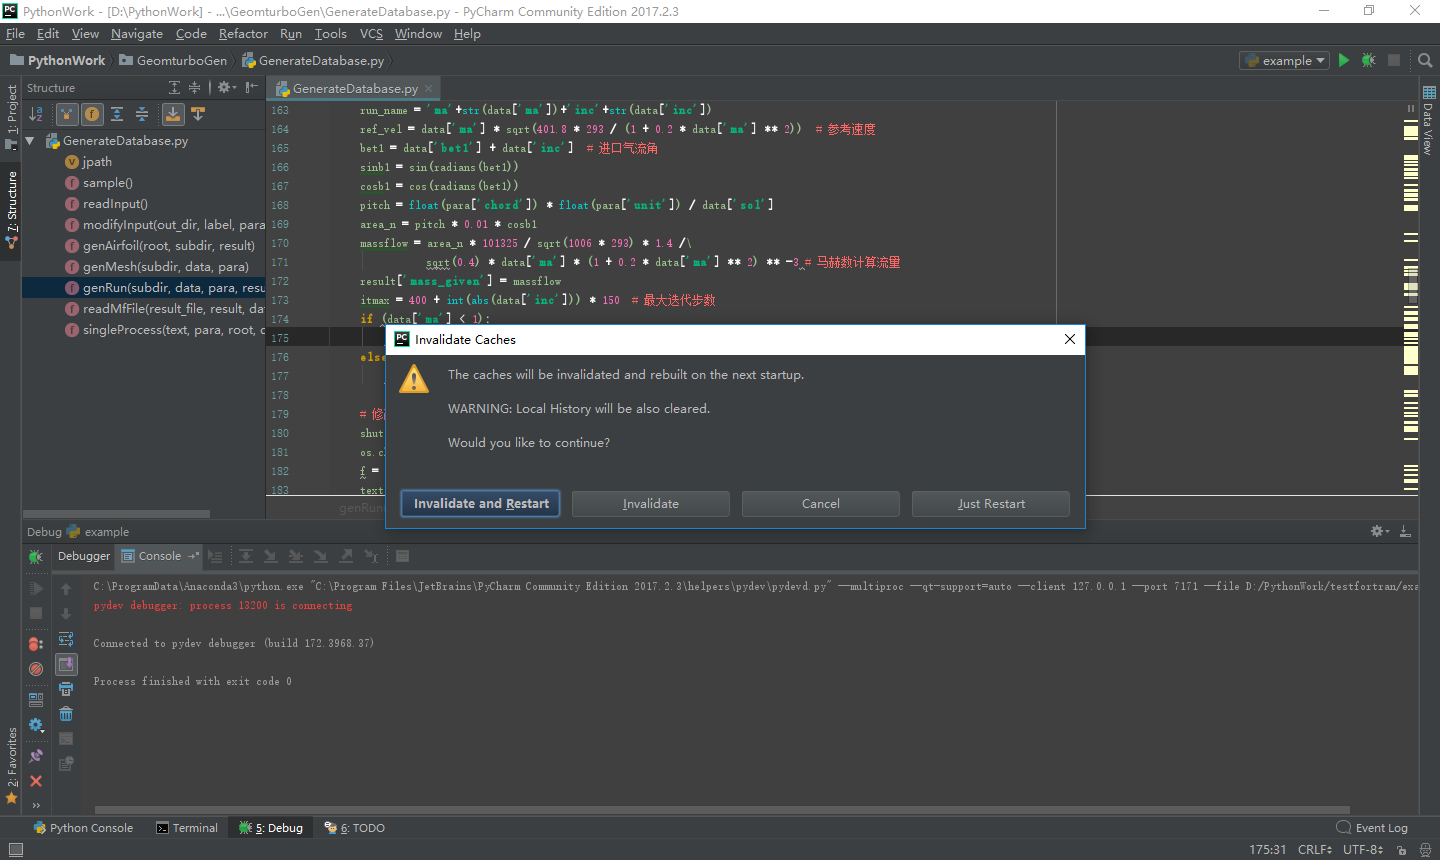 PythonWork - [D:\PythonWork] - ...\GeomturboGen\GenerateDatabase.py - PyCharm Community Edition 2017.2.3
File Edit View Navigate Code Refactor Run Tools VCS Window Help
PythonWork GeomturboGen GenerateDatabase.py
example
1: Project
7: Structure
2: Favorites
Data View
Structure
GenerateDatabase.py
jpath
sample()
readInput()
modifyInput(out_dir, label, para
genAirfoil(root, subdir, result)
genMesh(subdir, data, para)
genRun(subdir, data, para, resu
readMfFile(result_file, result, da
singleProcess(text, para, root, c
GenerateDatabase.py
163 run_name = 'ma'+str(data['ma'])+'inc'+str(data['inc'])
164 ref_vel = data['ma'] * sqrt(401.8 * 293 / (1 + 0.2 * data['ma'] ** 2)) # 参考速度
165 bet1 = data['bet1'] + data['inc'] # 进口气流角
166 sinb1 = sin(radians(bet1))
167 cosb1 = cos(radians(bet1))
168 pitch = float(para['chord']) * float(para['unit']) / data['sol']
169 area_n = pitch * 0.01 * cosb1
170 massflow = area_n * 101325 / sqrt(1006 * 293) * 1.4 /\
171 sqrt(0.4) * data['ma'] * (1 + 0.2 * data['ma'] ** 2) ** -3 # 马赫数计算流量
172 result['mass_given'] = massflow
173 itmax = 400 + int(abs(data['inc'])) * 150 # 最大迭代步数
174 if (data['ma'] < 1):
175
176 else
177
178
179 #
180 shut
181 os.c
182 f =
183 text
genRun
Invalidate Caches
The caches will be invalidated and rebuilt on the next startup.
WARNING: Local History will be also cleared.
Would you like to continue?
Invalidate and Restart Invalidate Cancel Just Restart
Debug example
Debugger Console
C:\ProgramData\Anaconda3\python.exe "C:\Program Files\JetBrains\PyCharm Community Edition 2017.2.3\helpers\pydev\pydevd.py" --multiproc --qt-support=auto --client 127.0.0.1 --port 7171 --file D:/PythonWork/testfortran/exa
pydev debugger: process 13200 is connecting
Connected to pydev debugger (build 172.3968.37)
Process finished with exit code 0
Python Console Terminal 5: Debug 6: TODO Event Log
175:31 CRLF UTF-8